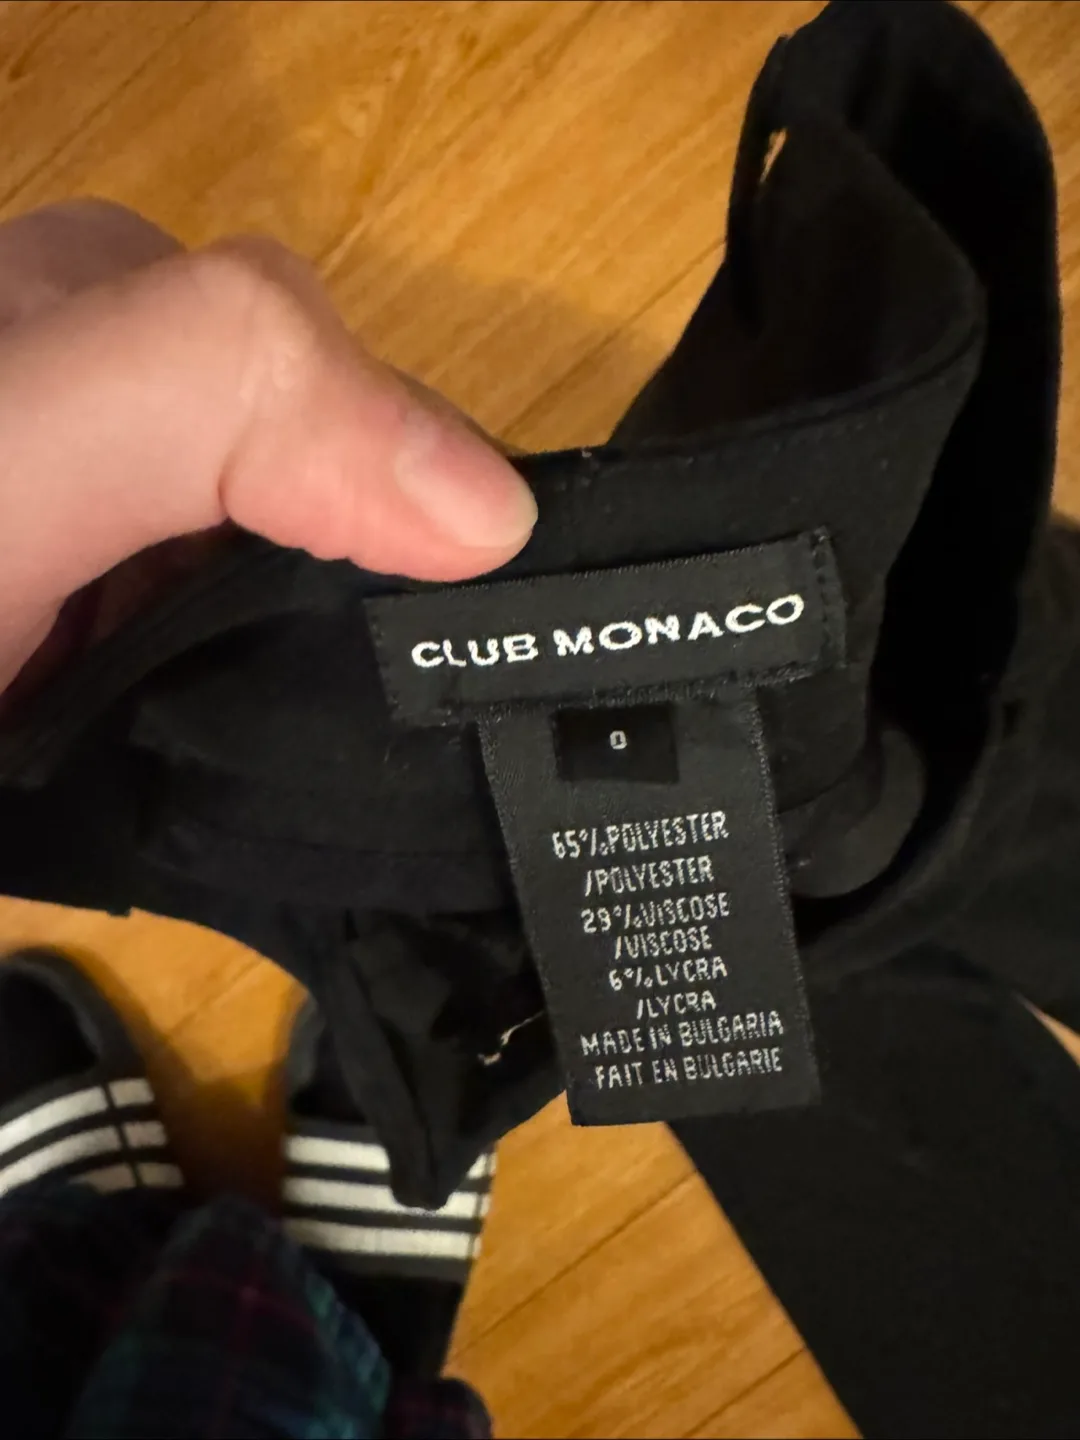 CLUB MONACO
0
65%POLYESTER
/POLYESTER
29%VISCOSE
/VISCOSE
6%LYCRA
/LYCRA
MADE IN BULGARIA
FAIT EN BULGARIE